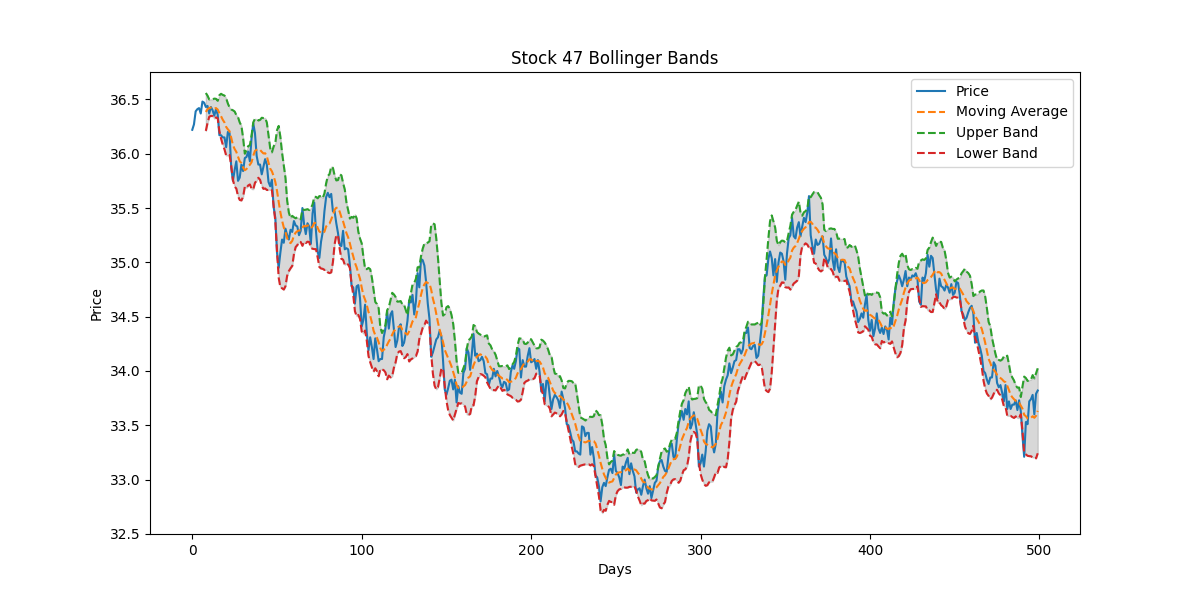 Stock 47 Bollinger Bands
Price
Moving Average
Upper Band
Lower Band
36.5
36.0
35.5
35.0
34.5
34.0
33.5
33.0
32.5
Price
0 100 200 300 400 500
Days